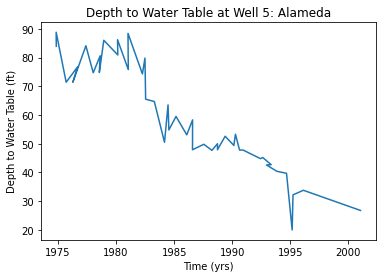 Depth to Water Table at Well 5: Alameda
Depth to Water Table (ft)
90
80
70
60
50
40
30
20
1975 1980 1985 1990 1995 2000
Time (yrs)